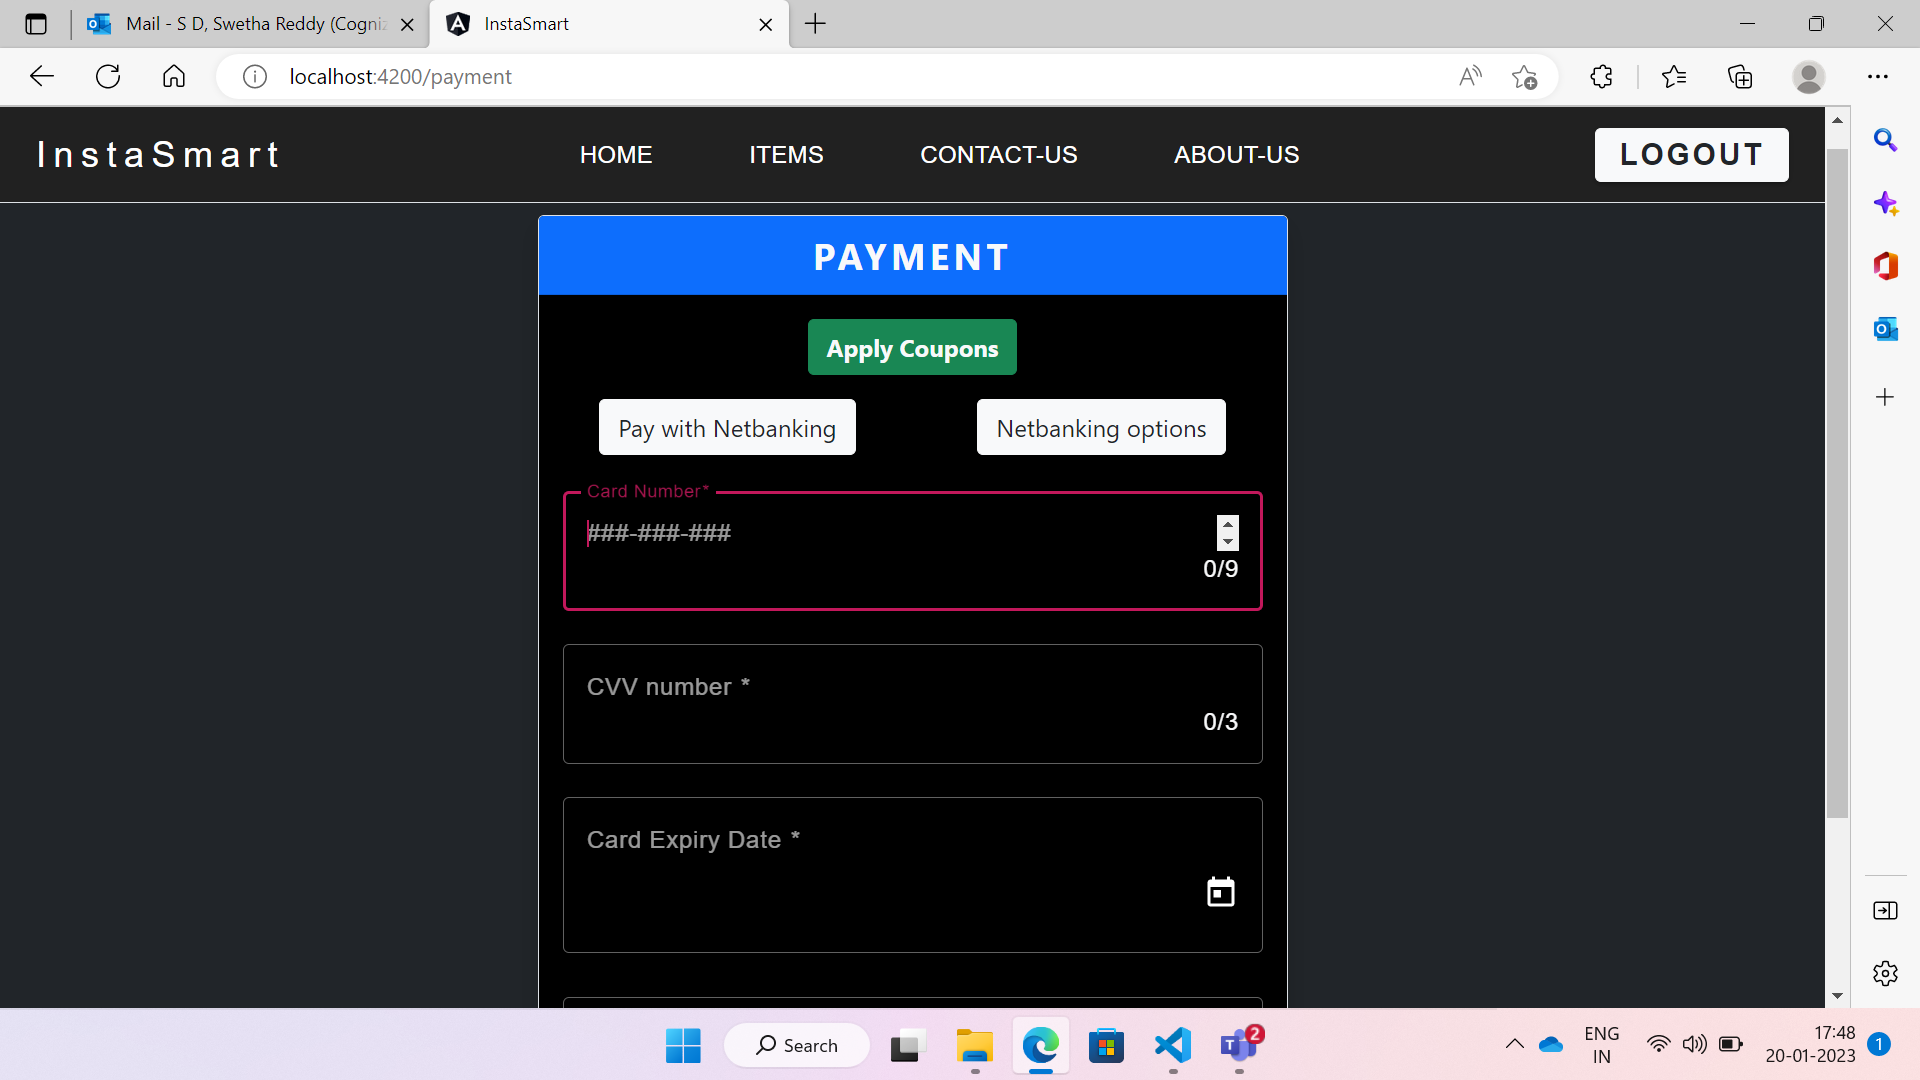 Mail - S D, Swetha Reddy (Cogniz
InstaSmart
localhost:4200/payment
InstaSmart
HOME
ITEMS
CONTACT-US
ABOUT-US
LOGOUT
PAYMENT
Apply Coupons
Pay with Netbanking
Netbanking options
Card Number*
###-###-###
0/9
CVV number *
0/3
Card Expiry Date *
Search
2
ENG
IN
17:48
20-01-2023
1